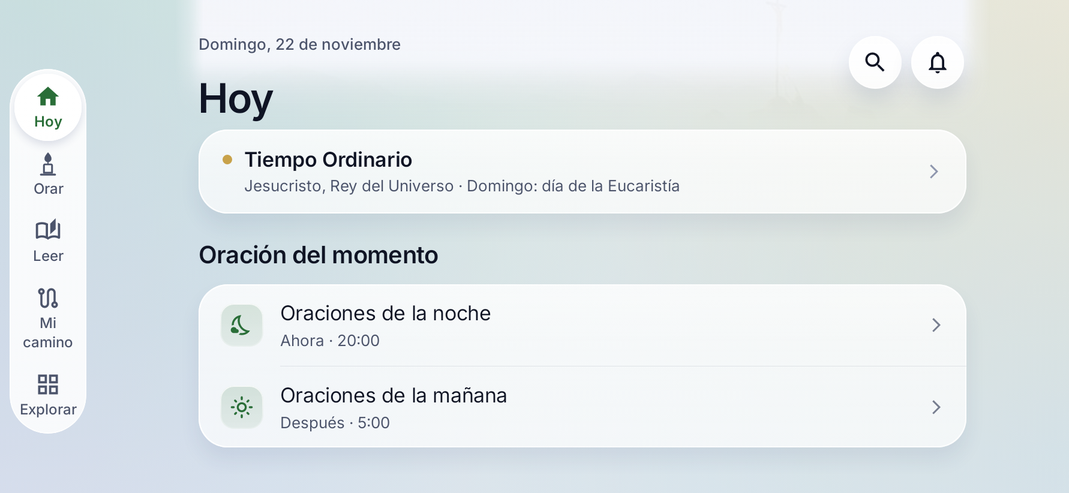 Domingo, 22 de noviembre
Hoy
Tiempo Ordinario
Jesucristo, Rey del Universo · Domingo: día de la Eucaristía
Oración del momento
Oraciones de la noche
Ahora · 20:00
Oraciones de la mañana
Después · 5:00
Hoy
Orar
Leer
Mi
camino
Explorar